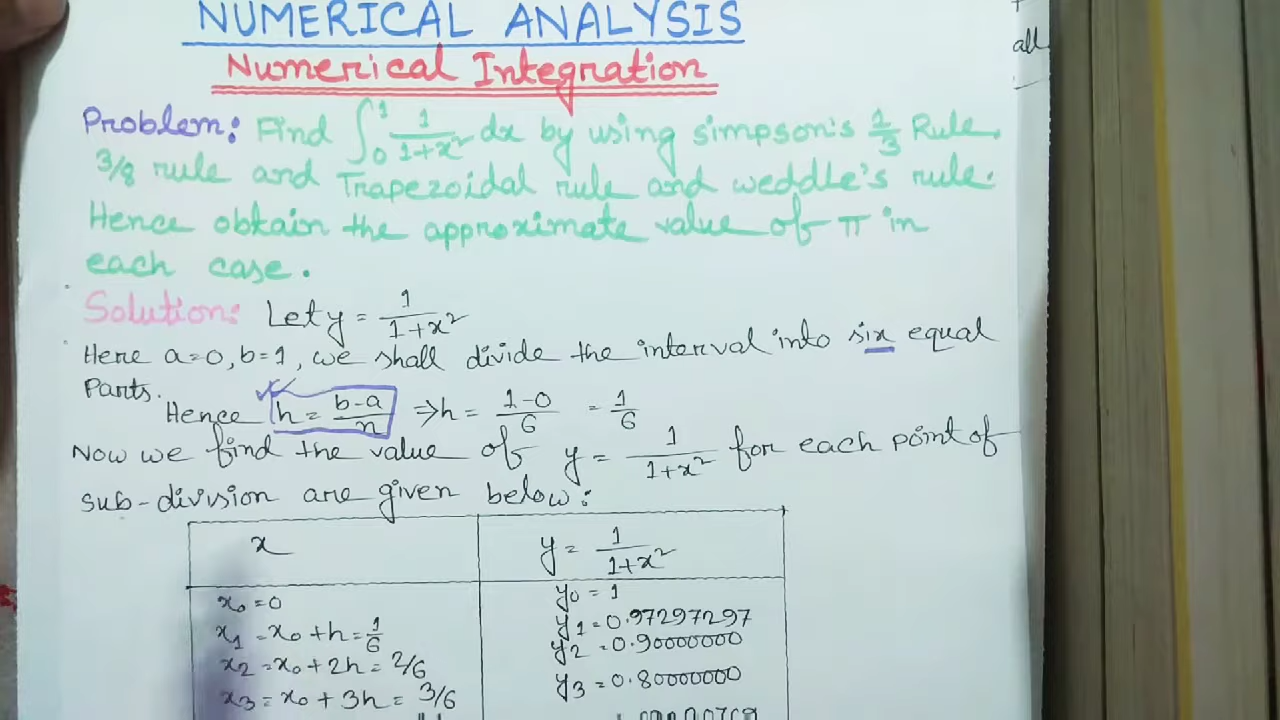 NUMERICAL ANALYSIS
Numerical Integration
all
Problem: Find ∫₀¹ 1/(1+x²) dx by using simpson's 1/3 Rule,
3/8 rule and Trapezoidal rule and weddle's rule.
Hence obtain the approximate value of π in
each case.
Solution: Let y = 1/(1+x²)
Here a=0, b=1, we shall divide the interval into six equal
Parts.
Hence h = (b-a)/n ⇒ h = (1-0)/6 = 1/6
Now we find the value of y = 1/(1+x²) for each point of
sub-division are given below:
x y = 1/(1+x²)
x₀ = 0 y₀ = 1
x₁ = x₀ + h = 1/6 y₁ = 0.97297297
x₂ = x₀ + 2h = 2/6 y₂ = 0.90000000
x₃ = x₀ + 3h = 3/6 y₃ = 0.80000000